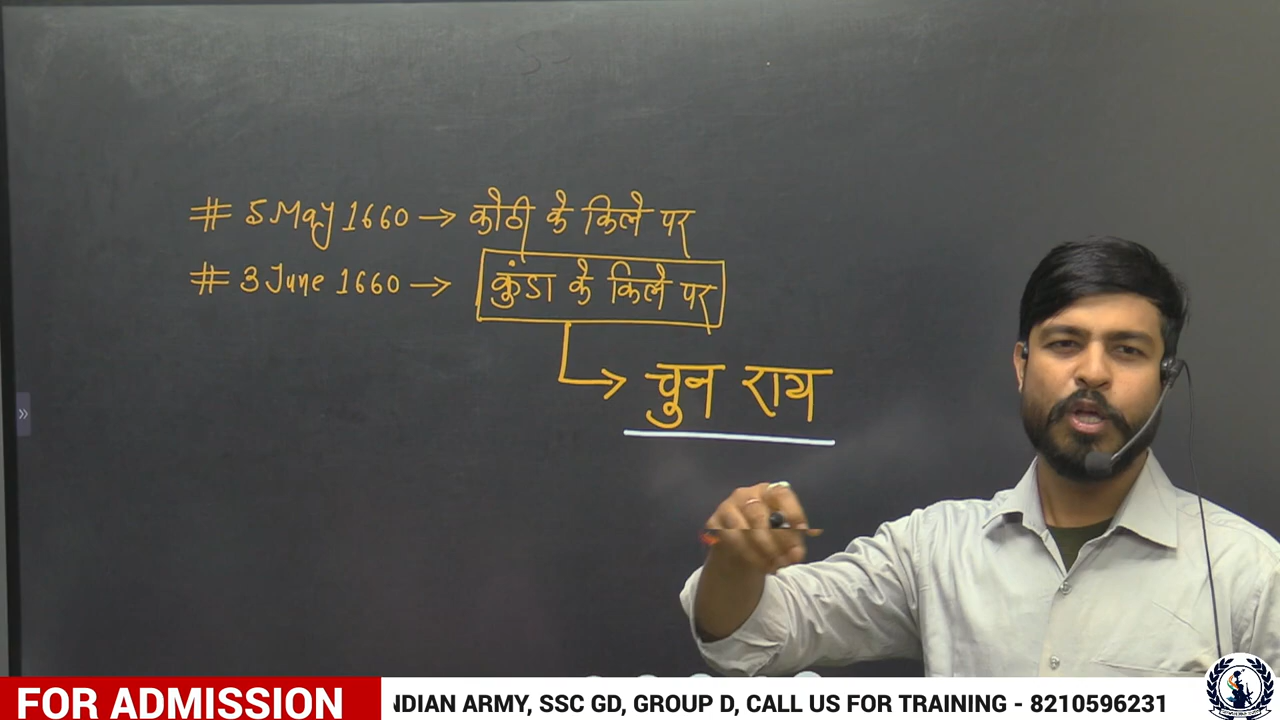 # 5 May 1660 → कोठी के किले पर
# 3 June 1660 → कुंडा के किले पर
→ चुन राय
FOR ADMISSION
NDIAN ARMY, SSC GD, GROUP D, CALL US FOR TRAINING - 8210596231